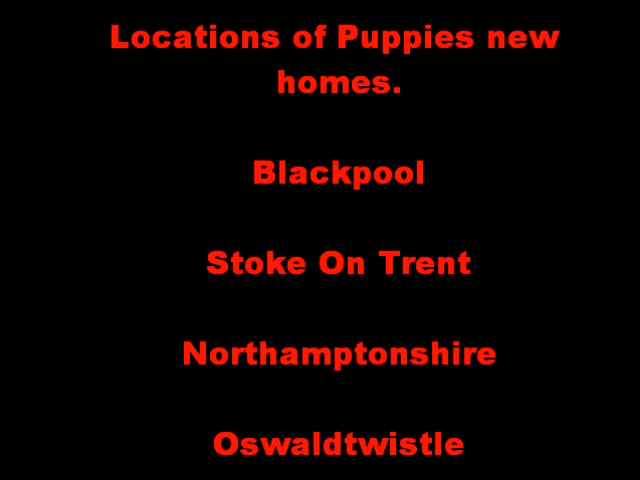 Locations of Puppies new
homes.
Blackpool
Stoke On Trent
Northamptonshire
Oswaldtwistle